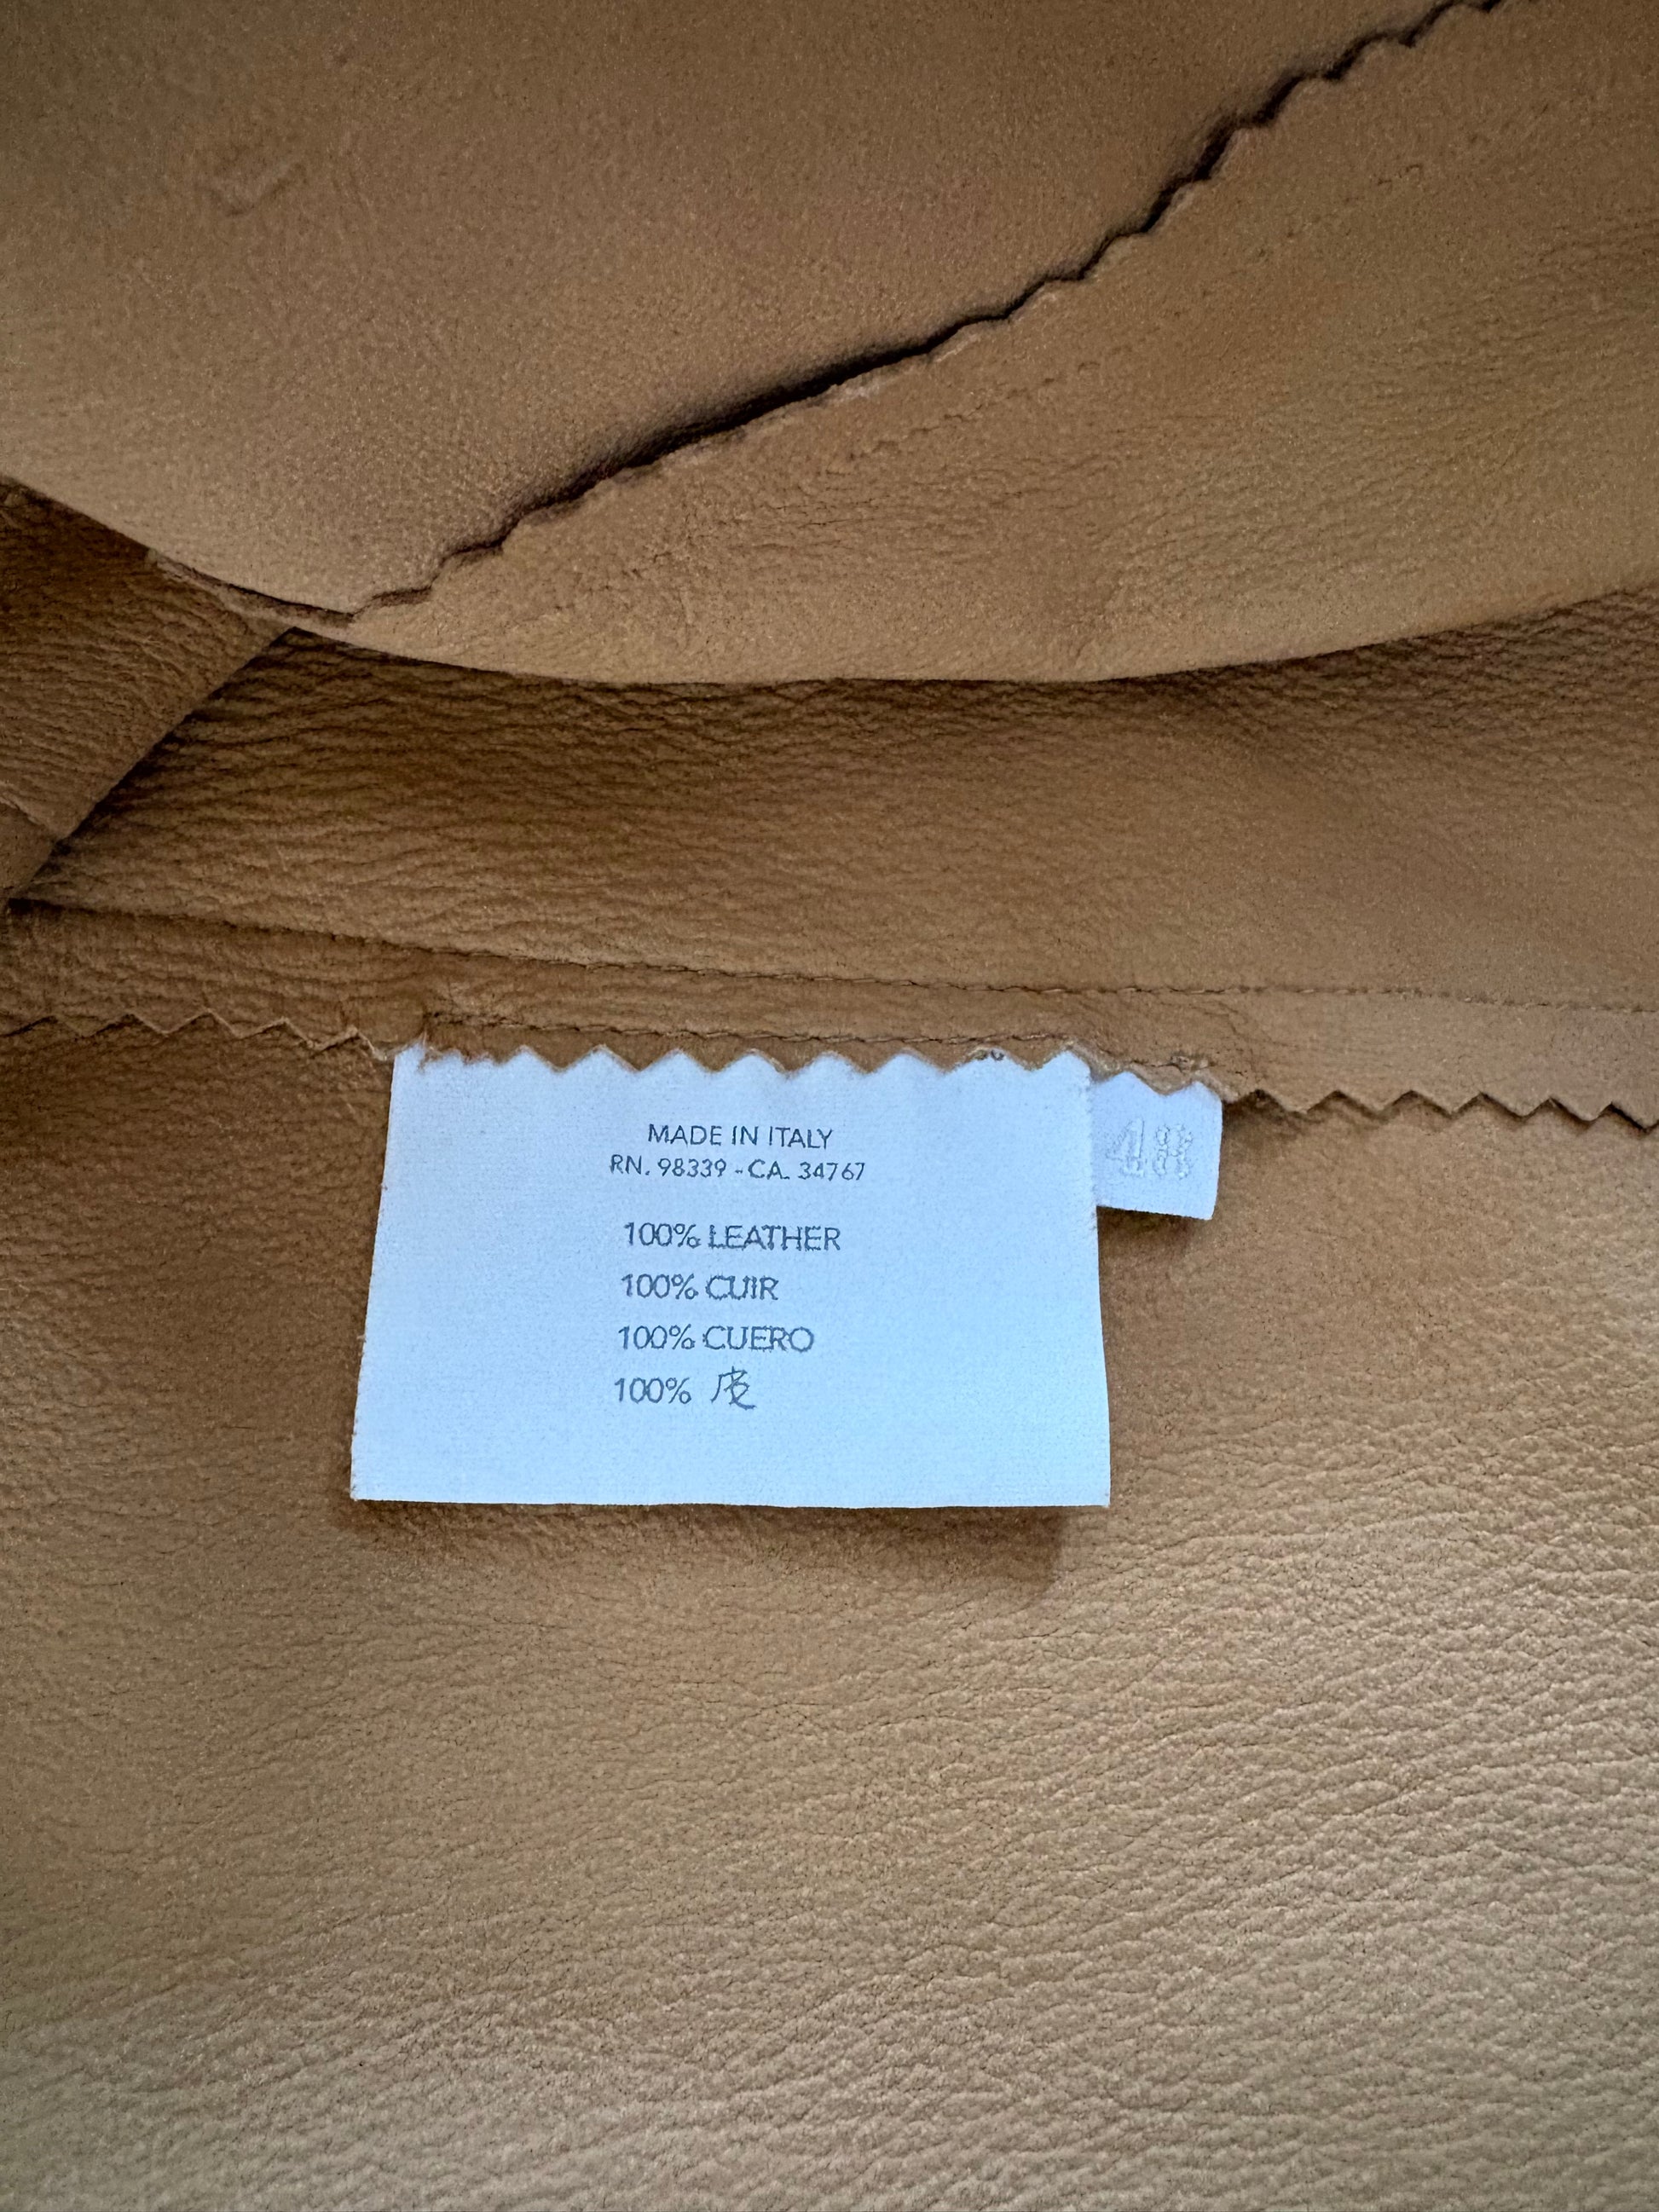 MADE IN ITALY
RN. 98339 - CA. 34767
48
100% LEATHER
100% CUIR
100% CUERO
100% 皮